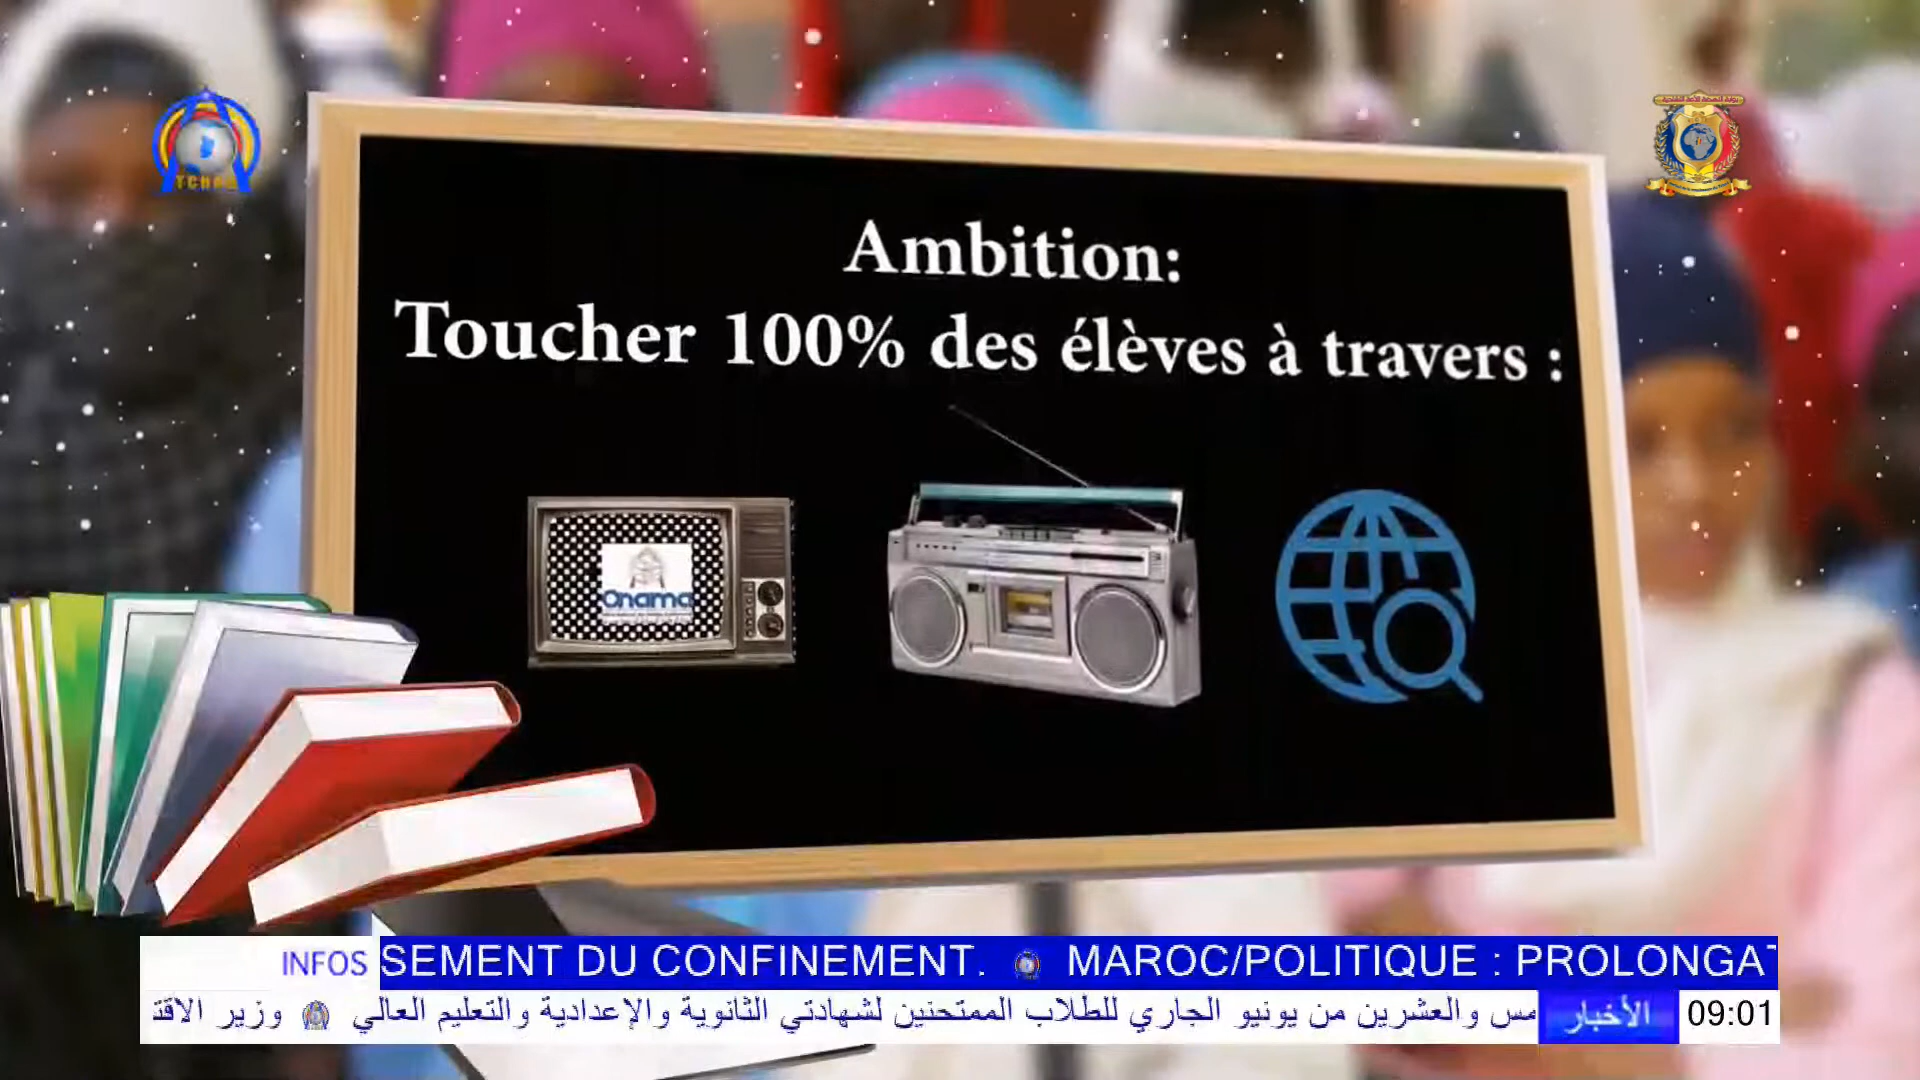 TCHAD
Ambition:
Toucher 100% des élèves à travers :
Onama
INFOS
SEMENT DU CONFINEMENT. MAROC/POLITIQUE : PROLONGAT
مس والعشرين من يونيو الجاري للطلاب الممتحنين لشهادتي الثانوية والإعدادية والتعليم العالي وزير الاقت
الأخبار
09:01